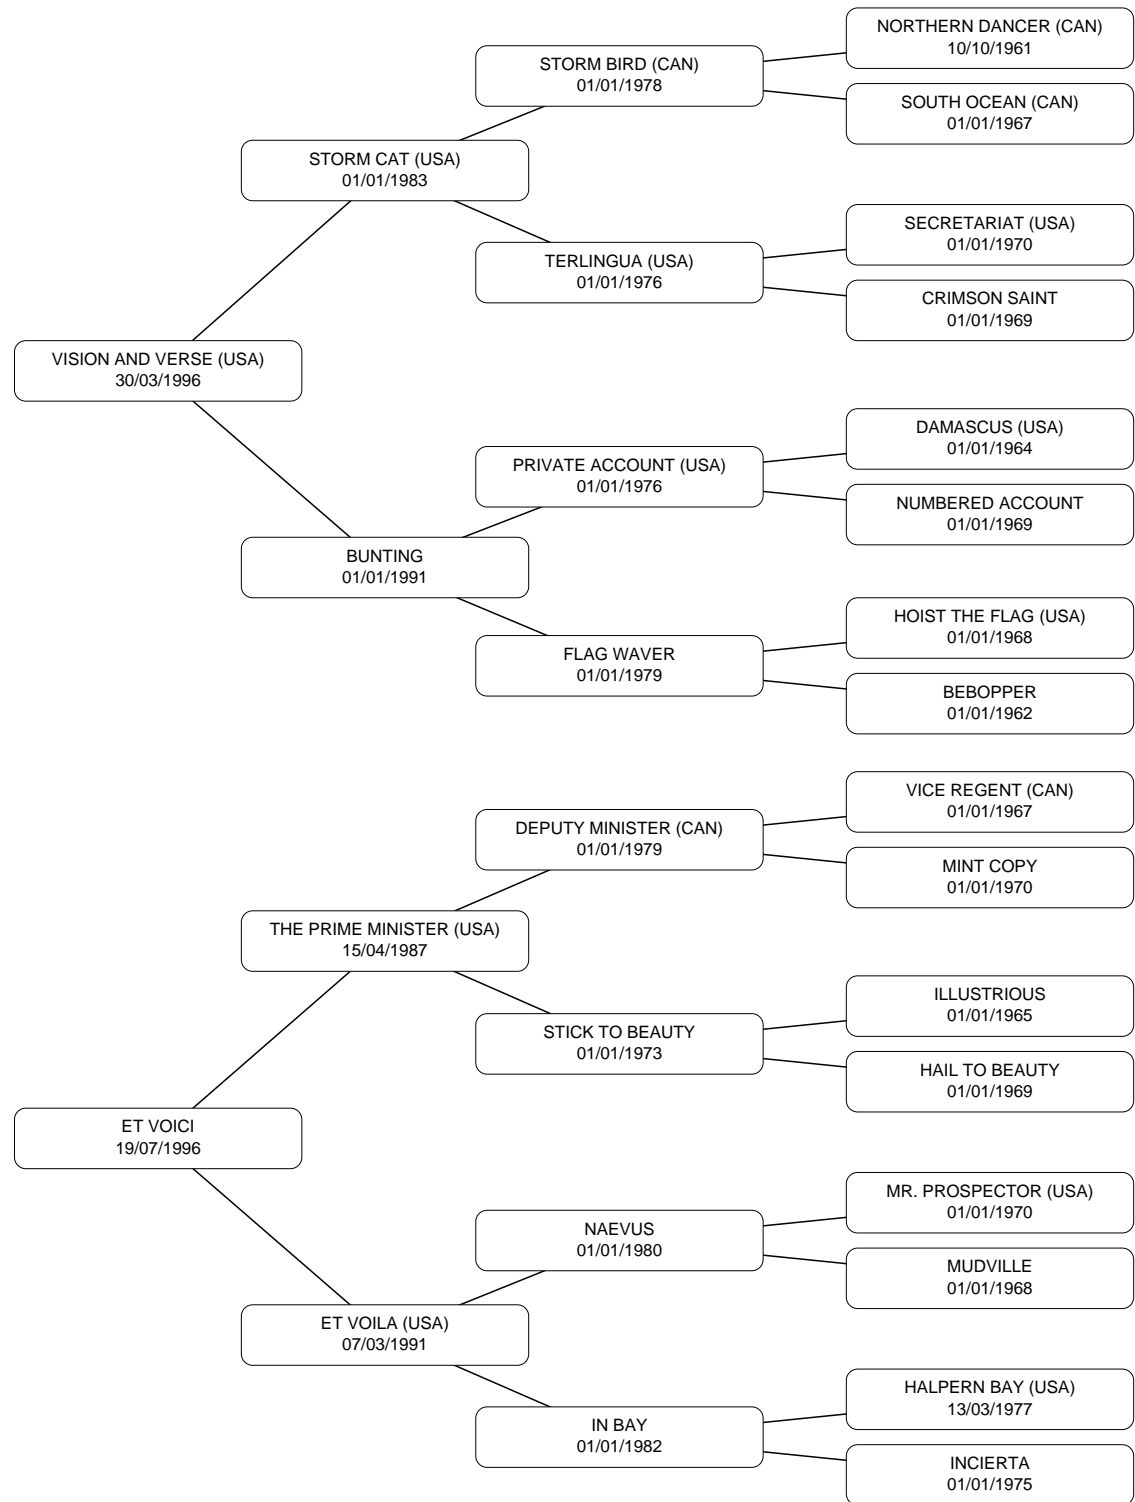 NORTHERN DANCER (CAN)
10/10/1961
STORM BIRD (CAN)
01/01/1978
SOUTH OCEAN (CAN)
01/01/1967
STORM CAT (USA)
01/01/1983
SECRETARIAT (USA)
01/01/1970
TERLINGUA (USA)
01/01/1976
CRIMSON SAINT
01/01/1969
VISION AND VERSE (USA)
30/03/1996
DAMASCUS (USA)
01/01/1964
PRIVATE ACCOUNT (USA)
01/01/1976
NUMBERED ACCOUNT
01/01/1969
BUNTING
01/01/1991
HOIST THE FLAG (USA)
01/01/1968
FLAG WAVER
01/01/1979
BEBOPPER
01/01/1962
VICE REGENT (CAN)
01/01/1967
DEPUTY MINISTER (CAN)
01/01/1979
MINT COPY
01/01/1970
THE PRIME MINISTER (USA)
15/04/1987
ILLUSTRIOUS
01/01/1965
STICK TO BEAUTY
01/01/1973
HAIL TO BEAUTY
01/01/1969
ET VOICI
19/07/1996
MR. PROSPECTOR (USA)
01/01/1970
NAEVUS
01/01/1980
MUDVILLE
01/01/1968
ET VOILA (USA)
07/03/1991
HALPERN BAY (USA)
13/03/1977
IN BAY
01/01/1982
INCIERTA
01/01/1975